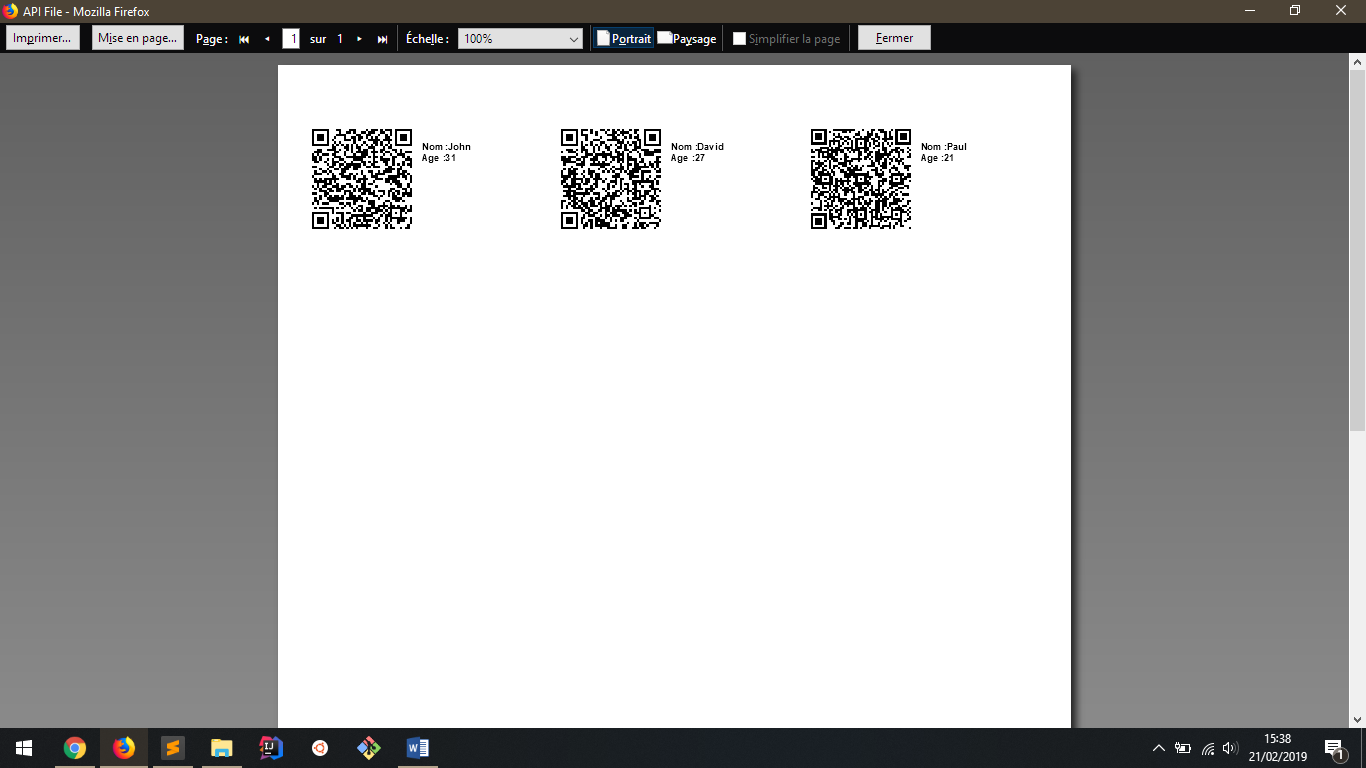 API File - Mozilla Firefox
Imprimer... Mise en page... Page : 1 sur 1 Échelle : 100% Portrait Paysage Simplifier la page Fermer
Nom :John
Age :31
Nom :David
Age :27
Nom :Paul
Age :21
15:38
21/02/2019
1